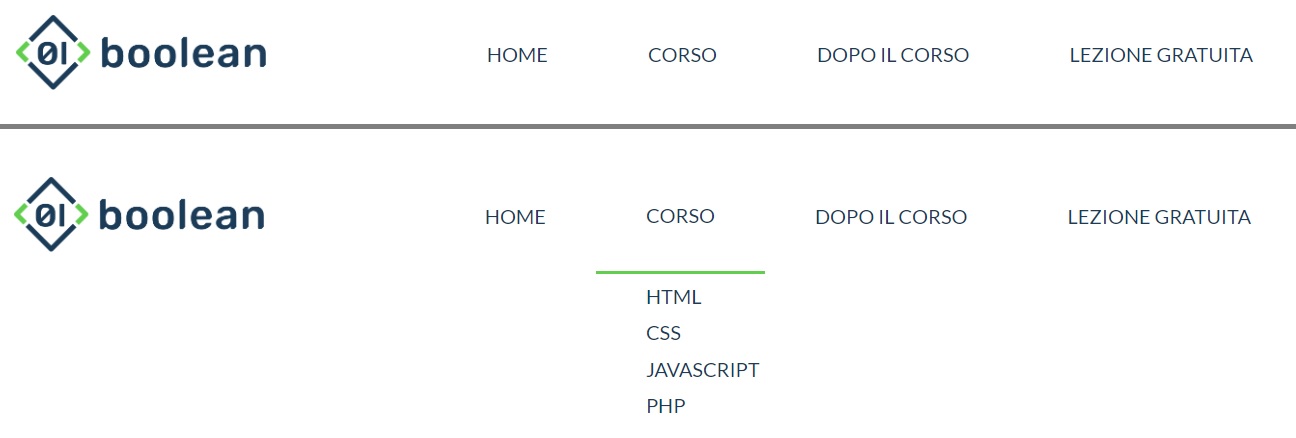 01 boolean HOME CORSO DOPO IL CORSO LEZIONE GRATUITA
01 boolean HOME CORSO DOPO IL CORSO LEZIONE GRATUITA
HTML
CSS
JAVASCRIPT
PHP